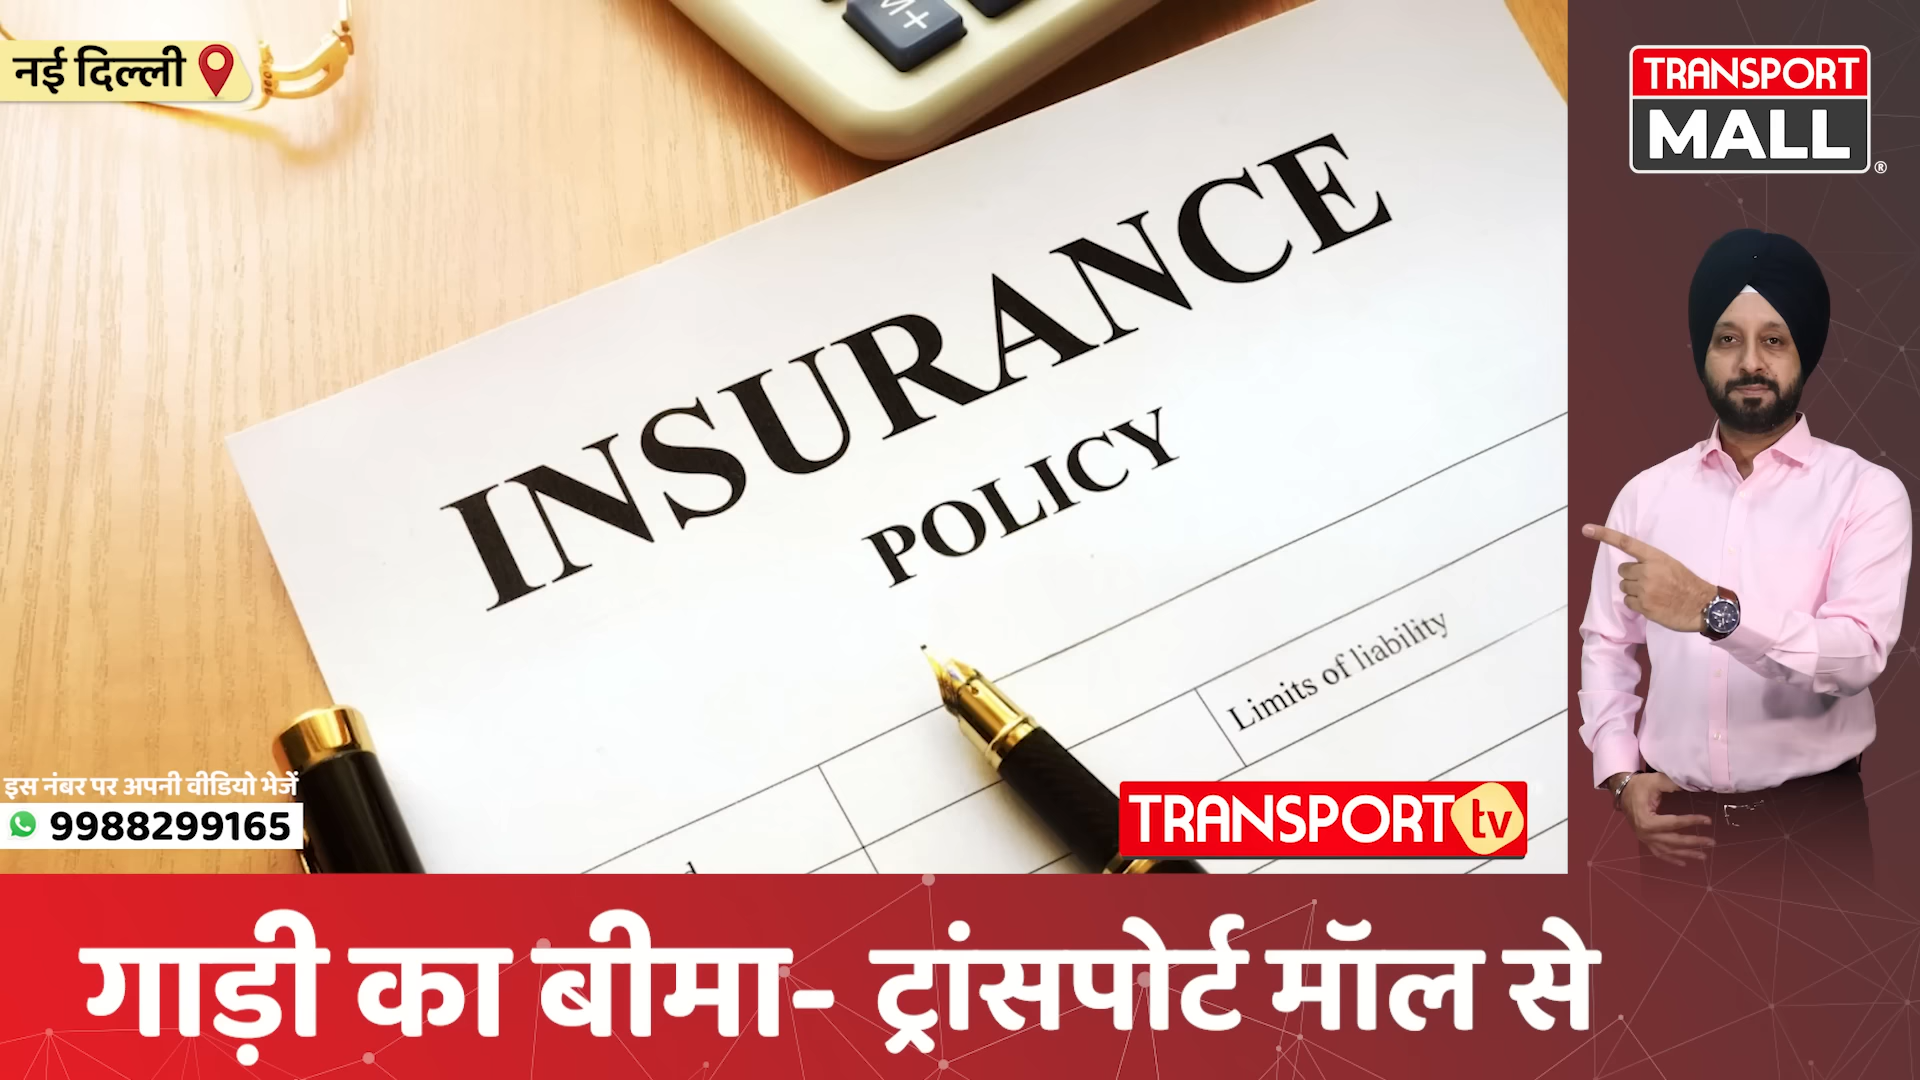 नई दिल्ली
M+
TRANSPORT
MALL
®
INSURANCE
POLICY
Limits of liability
इस नंबर पर अपनी वीडियो भेजें
9988299165
TRANSPORT tv
गाड़ी का बीमा- ट्रांसपोर्ट मॉल से